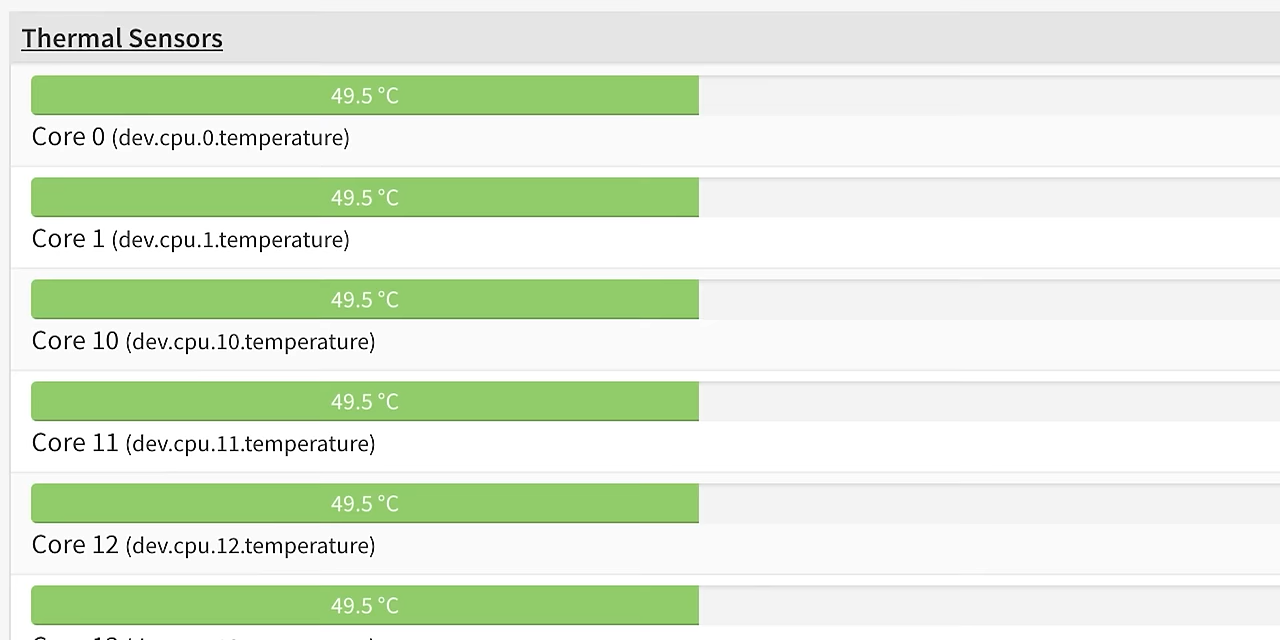 Thermal Sensors
49.5 °C
Core 0 (dev.cpu.0.temperature)
49.5 °C
Core 1 (dev.cpu.1.temperature)
49.5 °C
Core 10 (dev.cpu.10.temperature)
49.5 °C
Core 11 (dev.cpu.11.temperature)
49.5 °C
Core 12 (dev.cpu.12.temperature)
49.5 °C